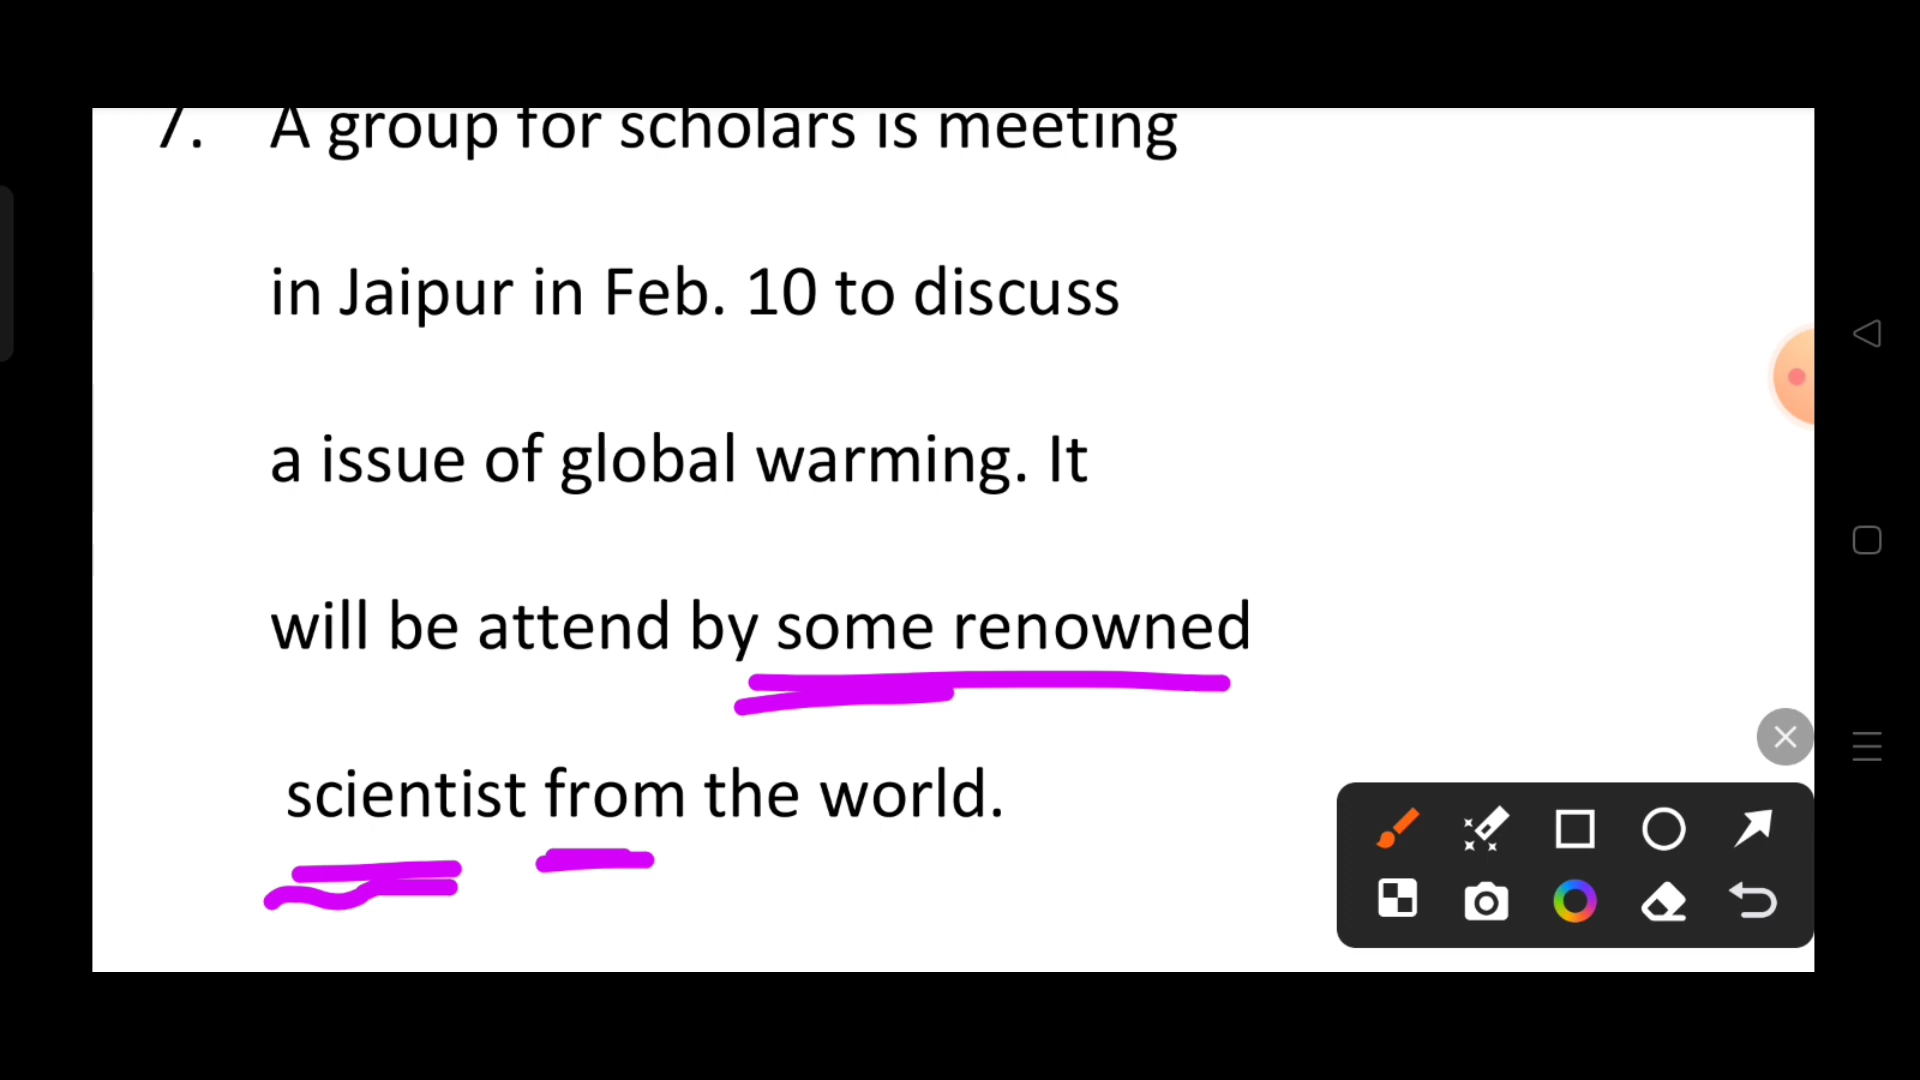 7. A group for scholars is meeting
in Jaipur in Feb. 10 to discuss
a issue of global warming. It
will be attend by some renowned
scientist from the world.